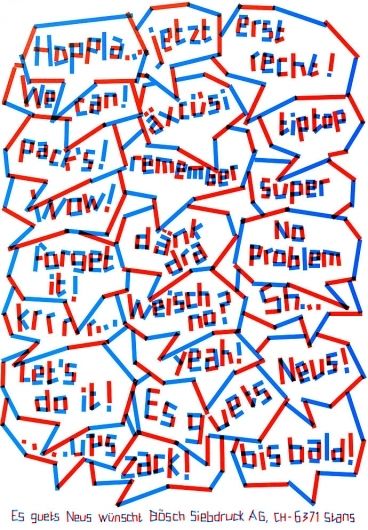 Hoppla...
jetzt
erst
recht!
We
can!
äxcüsi
tiptop
pack's!
remember
super
Wow!
dänk
dra
No
Problem
forget
it!
Weisch
no?
Sh...
krr.....!
yeah!
Neus!
Let's
do it!
Es guets
...ups
zack!
bis bald!
Es guets Neus wünscht Bösch Siebdruck AG, CH-6371 Stans